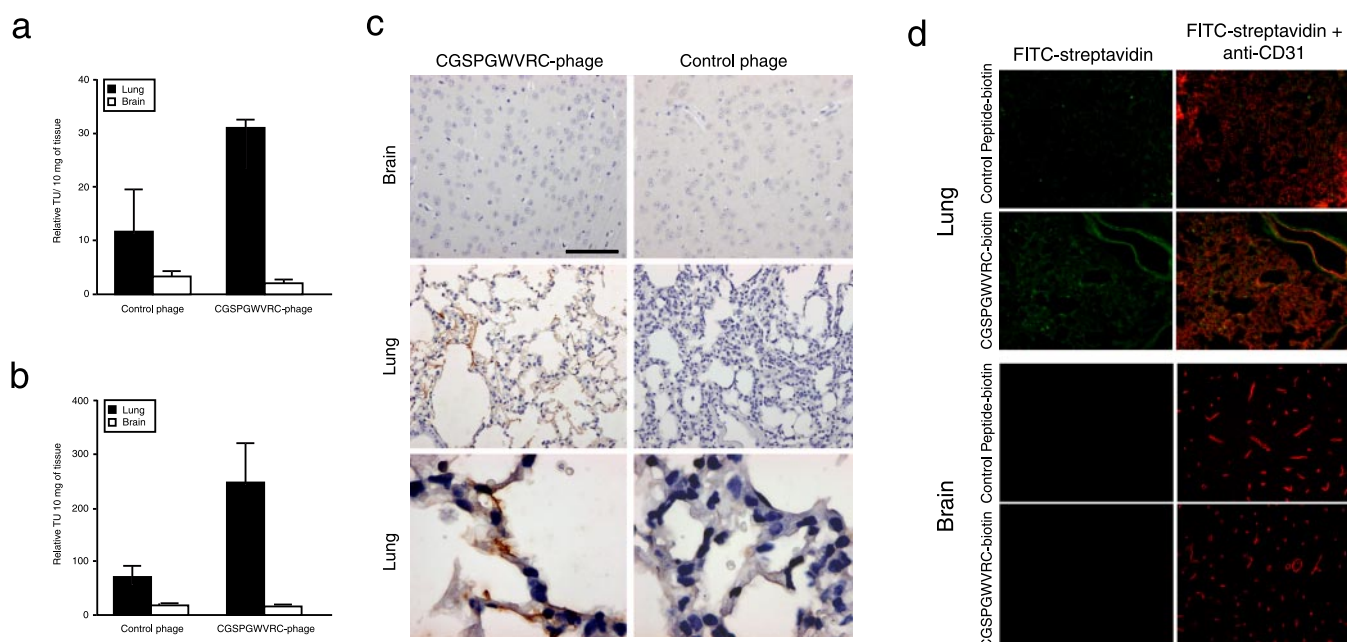 a
40
30
20
10
0
Relative TU/ 10 mg of tissue
Lung
Brain
Control phage
CGSPGWVRC-phage
b
400
300
200
100
0
Relative TU 10 mg of tissue
Lung
Brain
Control phage
CGSPGWVRC-phage
c
CGSPGWVRC-phage
Control phage
Brain
Lung
Lung
d
FITC-streptavidin
FITC-streptavidin +
anti-CD31
Lung
Control Peptide-biotin
CGSPGWVRC-biotin
Brain
Control Peptide-biotin
CGSPGWVRC-biotin